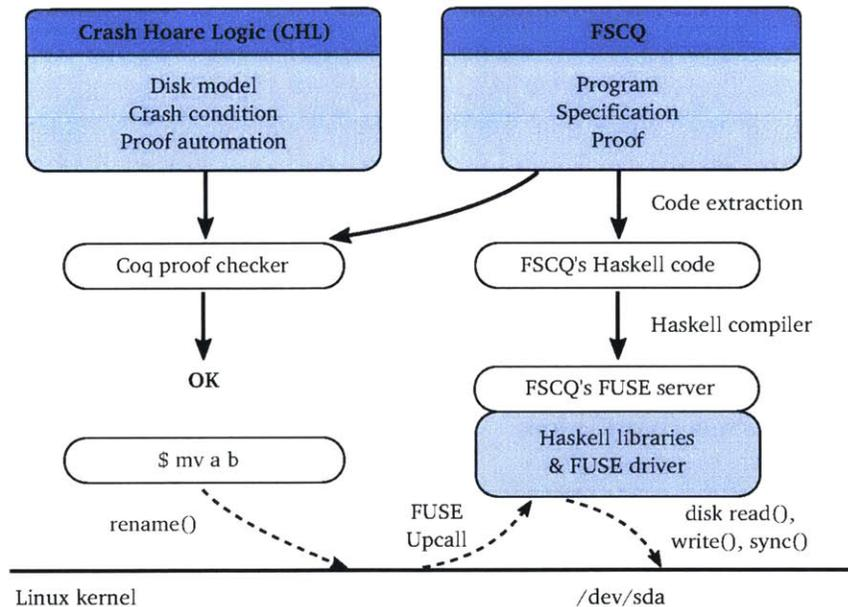 Crash Hoare Logic (CHL)
Disk model
Crash condition
Proof automation
FSCQ
Program
Specification
Proof
Code extraction
Coq proof checker
FSCQ's Haskell code
Haskell compiler
OK
FSCQ's FUSE server
Haskell libraries
& FUSE driver
$ mv a b
rename()
FUSE
Upcall
disk read(),
write(), sync()
Linux kernel
/dev/sda